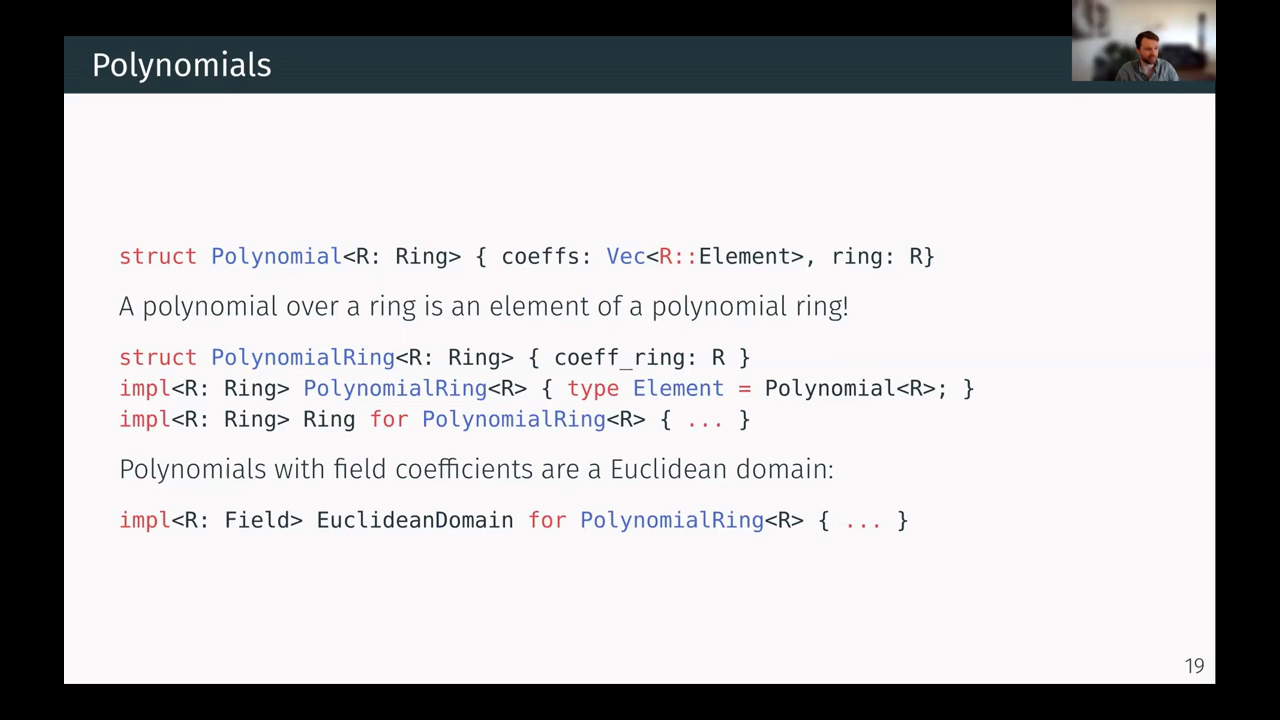 Polynomials
struct Polynomial<R: Ring> { coeffs: Vec<R::Element>, ring: R}
A polynomial over a ring is an element of a polynomial ring!
struct PolynomialRing<R: Ring> { coeff_ring: R }
impl<R: Ring> PolynomialRing<R> { type Element = Polynomial<R>; }
impl<R: Ring> Ring for PolynomialRing<R> { ... }
Polynomials with field coefficients are a Euclidean domain:
impl<R: Field> EuclideanDomain for PolynomialRing<R> { ... }
19